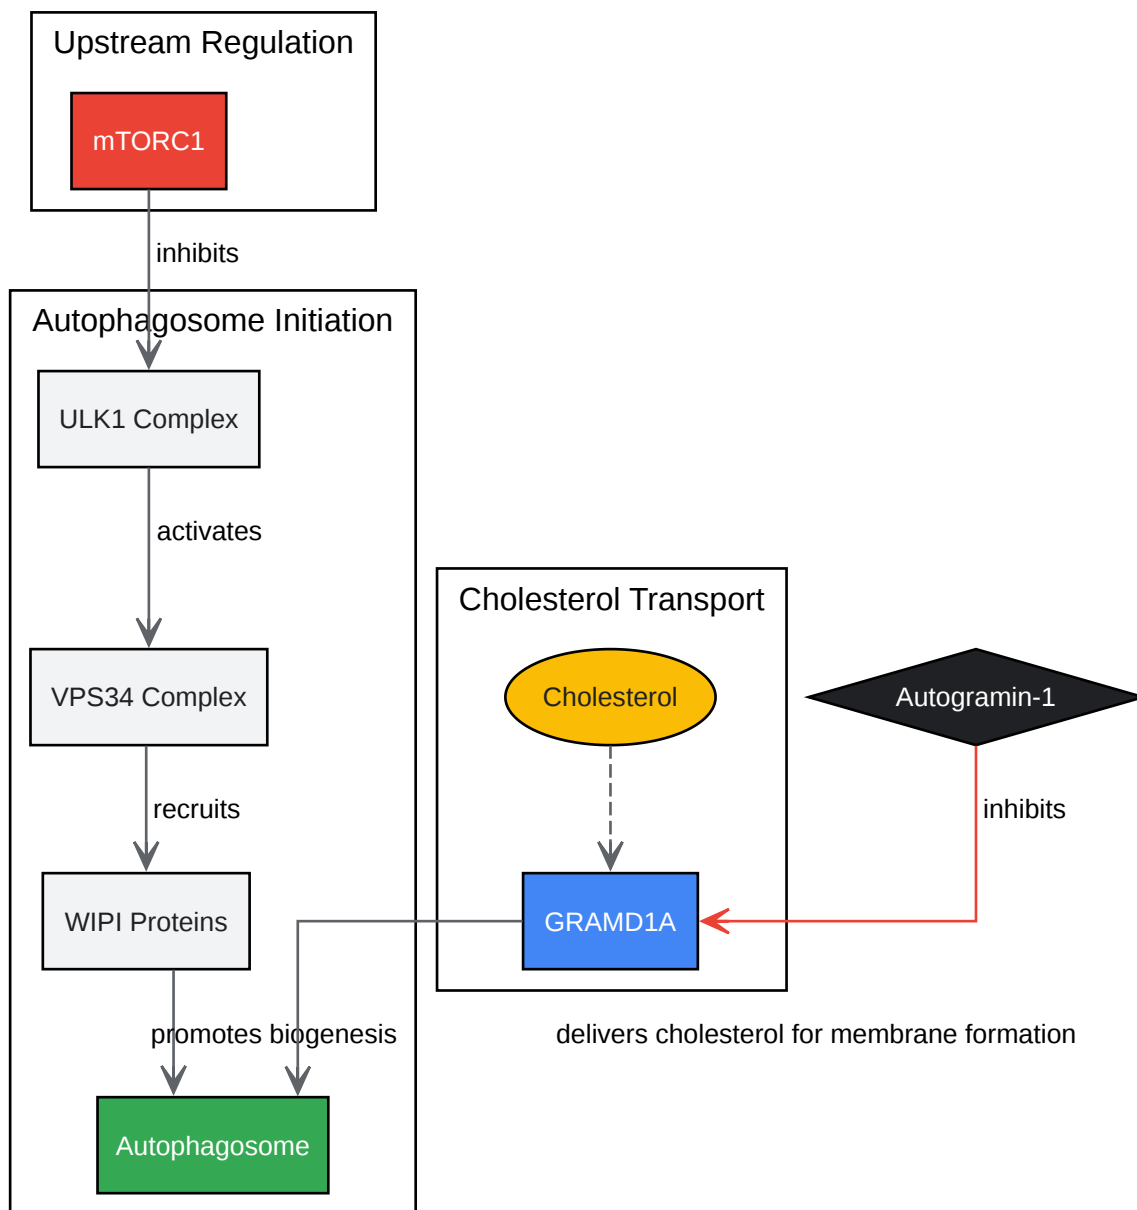 Upstream Regulation
mTORC1
inhibits
Autophagosome Initiation
ULK1 Complex
activates
VPS34 Complex
recruits
WIPI Proteins
promotes biogenesis
Autophagosome
Cholesterol Transport
Cholesterol
GRAMD1A
delivers cholesterol for membrane formation
Autogramin-1
inhibits